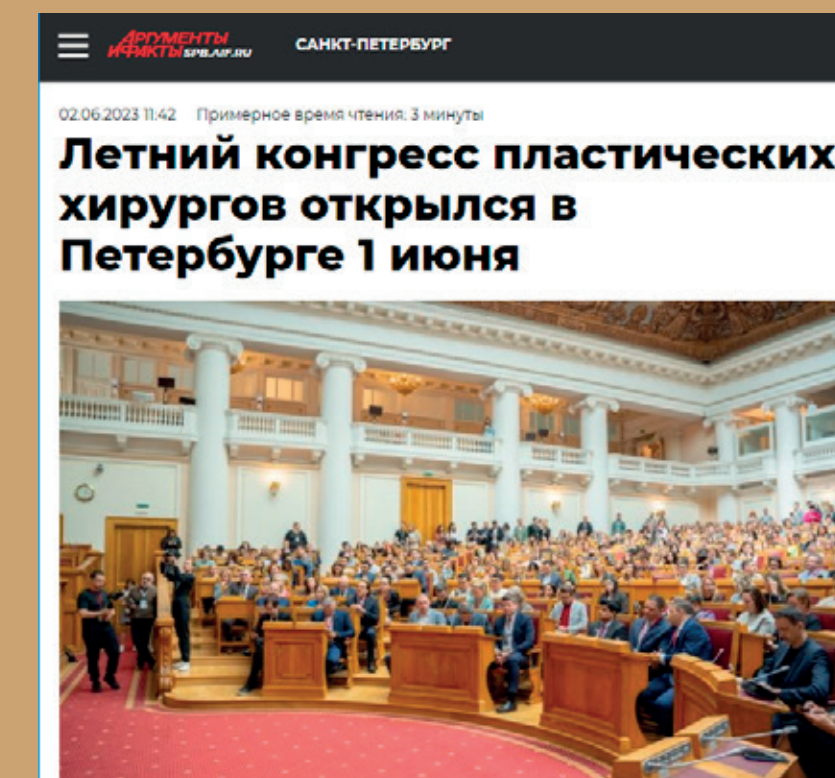 АРГУМЕНТЫ
И ФАКТЫ SPB.AIF.RU
САНКТ-ПЕТЕРБУРГ
02.06.2023 11:42 Примерное время чтения: 3 минуты
Летний конгресс пластических
хирургов открылся в
Петербурге 1 июня